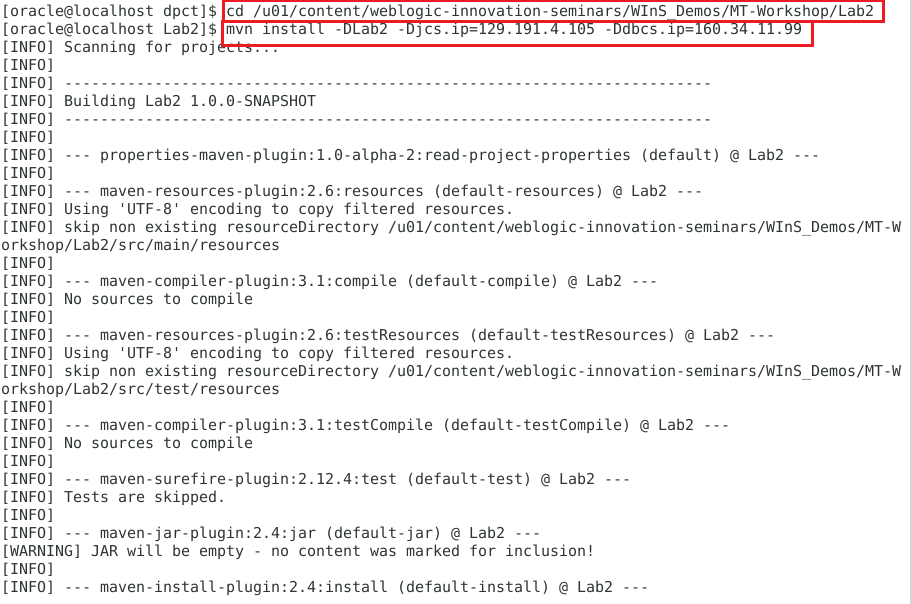 [oracle@localhost dpct]$ cd /u01/content/weblogic-innovation-seminars/WInS_Demos/MT-Workshop/Lab2
[oracle@localhost Lab2]$ mvn install -DLab2 -Djcs.ip=129.191.4.105 -Ddbcs.ip=160.34.11.99
[INFO] Scanning for projects...
[INFO]
[INFO] ------------------------------------------------------------------------
[INFO] Building Lab2 1.0.0-SNAPSHOT
[INFO] ------------------------------------------------------------------------
[INFO]
[INFO] --- properties-maven-plugin:1.0-alpha-2:read-project-properties (default) @ Lab2 ---
[INFO]
[INFO] --- maven-resources-plugin:2.6:resources (default-resources) @ Lab2 ---
[INFO] Using 'UTF-8' encoding to copy filtered resources.
[INFO] skip non existing resourceDirectory /u01/content/weblogic-innovation-seminars/WInS_Demos/MT-W
orkshop/Lab2/src/main/resources
[INFO]
[INFO] --- maven-compiler-plugin:3.1:compile (default-compile) @ Lab2 ---
[INFO] No sources to compile
[INFO]
[INFO] --- maven-resources-plugin:2.6:testResources (default-testResources) @ Lab2 ---
[INFO] Using 'UTF-8' encoding to copy filtered resources.
[INFO] skip non existing resourceDirectory /u01/content/weblogic-innovation-seminars/WInS_Demos/MT-W
orkshop/Lab2/src/test/resources
[INFO]
[INFO] --- maven-compiler-plugin:3.1:testCompile (default-testCompile) @ Lab2 ---
[INFO] No sources to compile
[INFO]
[INFO] --- maven-surefire-plugin:2.12.4:test (default-test) @ Lab2 ---
[INFO] Tests are skipped.
[INFO]
[INFO] --- maven-jar-plugin:2.4:jar (default-jar) @ Lab2 ---
[WARNING] JAR will be empty - no content was marked for inclusion!
[INFO]
[INFO] --- maven-install-plugin:2.4:install (default-install) @ Lab2 ---